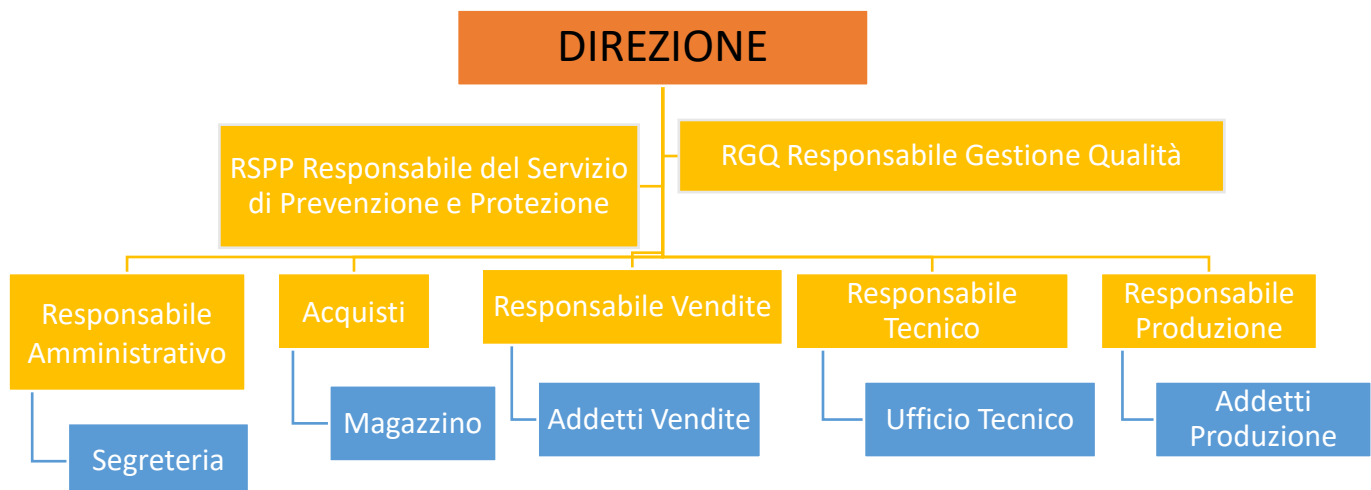 DIREZIONE
RSPP Responsabile del Servizio
di Prevenzione e Protezione
RGQ Responsabile Gestione Qualità
Responsabile
Amministrativo
Acquisti
Responsabile Vendite
Responsabile
Tecnico
Responsabile
Produzione
Segreteria
Magazzino
Addetti Vendite
Ufficio Tecnico
Addetti
Produzione